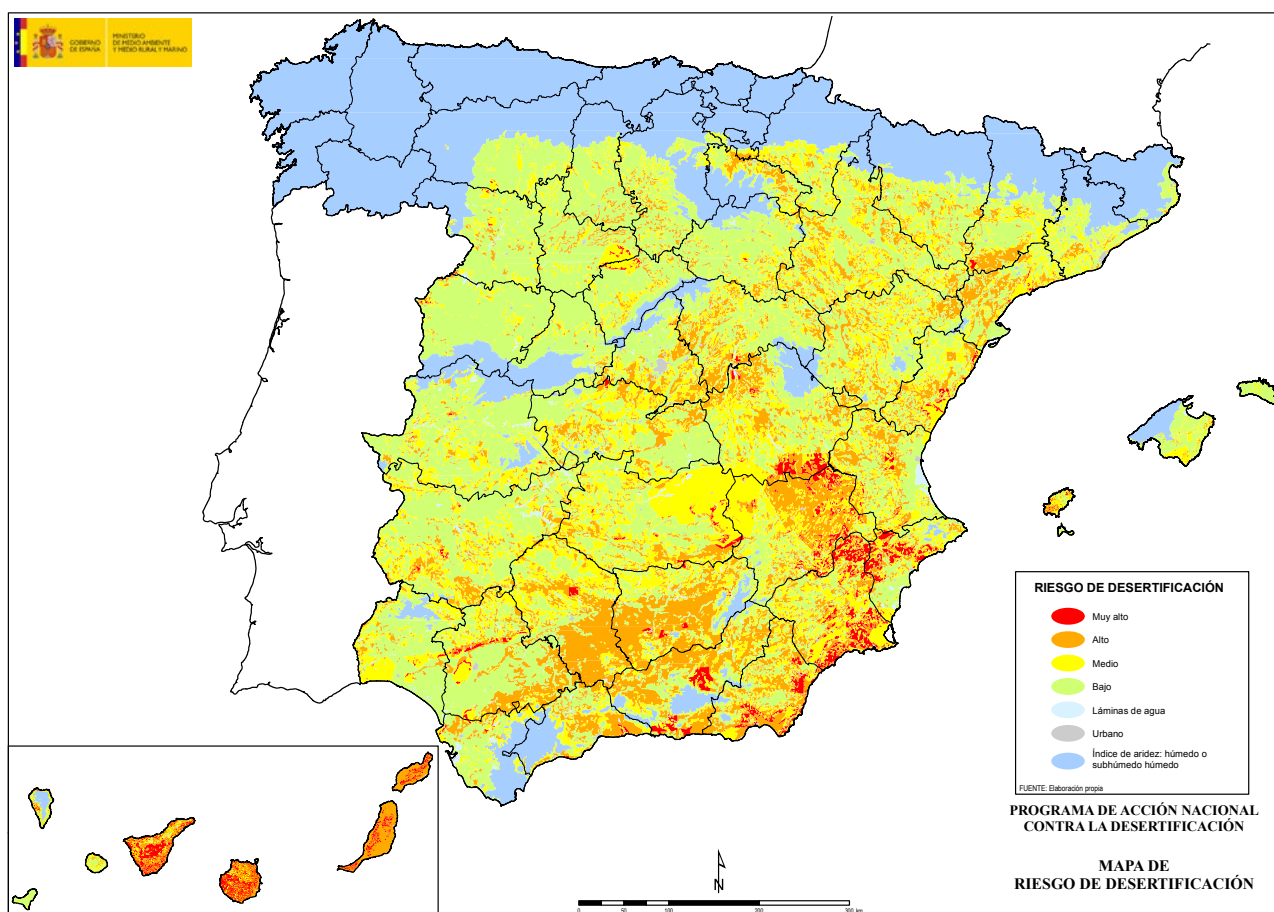 GOBIERNO
DE ESPAÑA
MINISTERIO
DE MEDIO AMBIENTE
Y MEDIO RURAL Y MARINO
RIESGO DE DESERTIFICACIÓN
Muy alto
Alto
Medio
Bajo
Láminas de agua
Urbano
Índice de aridez: húmedo o
subhúmedo húmedo
FUENTE: Elaboración propia
PROGRAMA DE ACCIÓN NACIONAL
CONTRA LA DESERTIFICACIÓN
MAPA DE
RIESGO DE DESERTIFICACIÓN
N
0 50 100 200 300 km